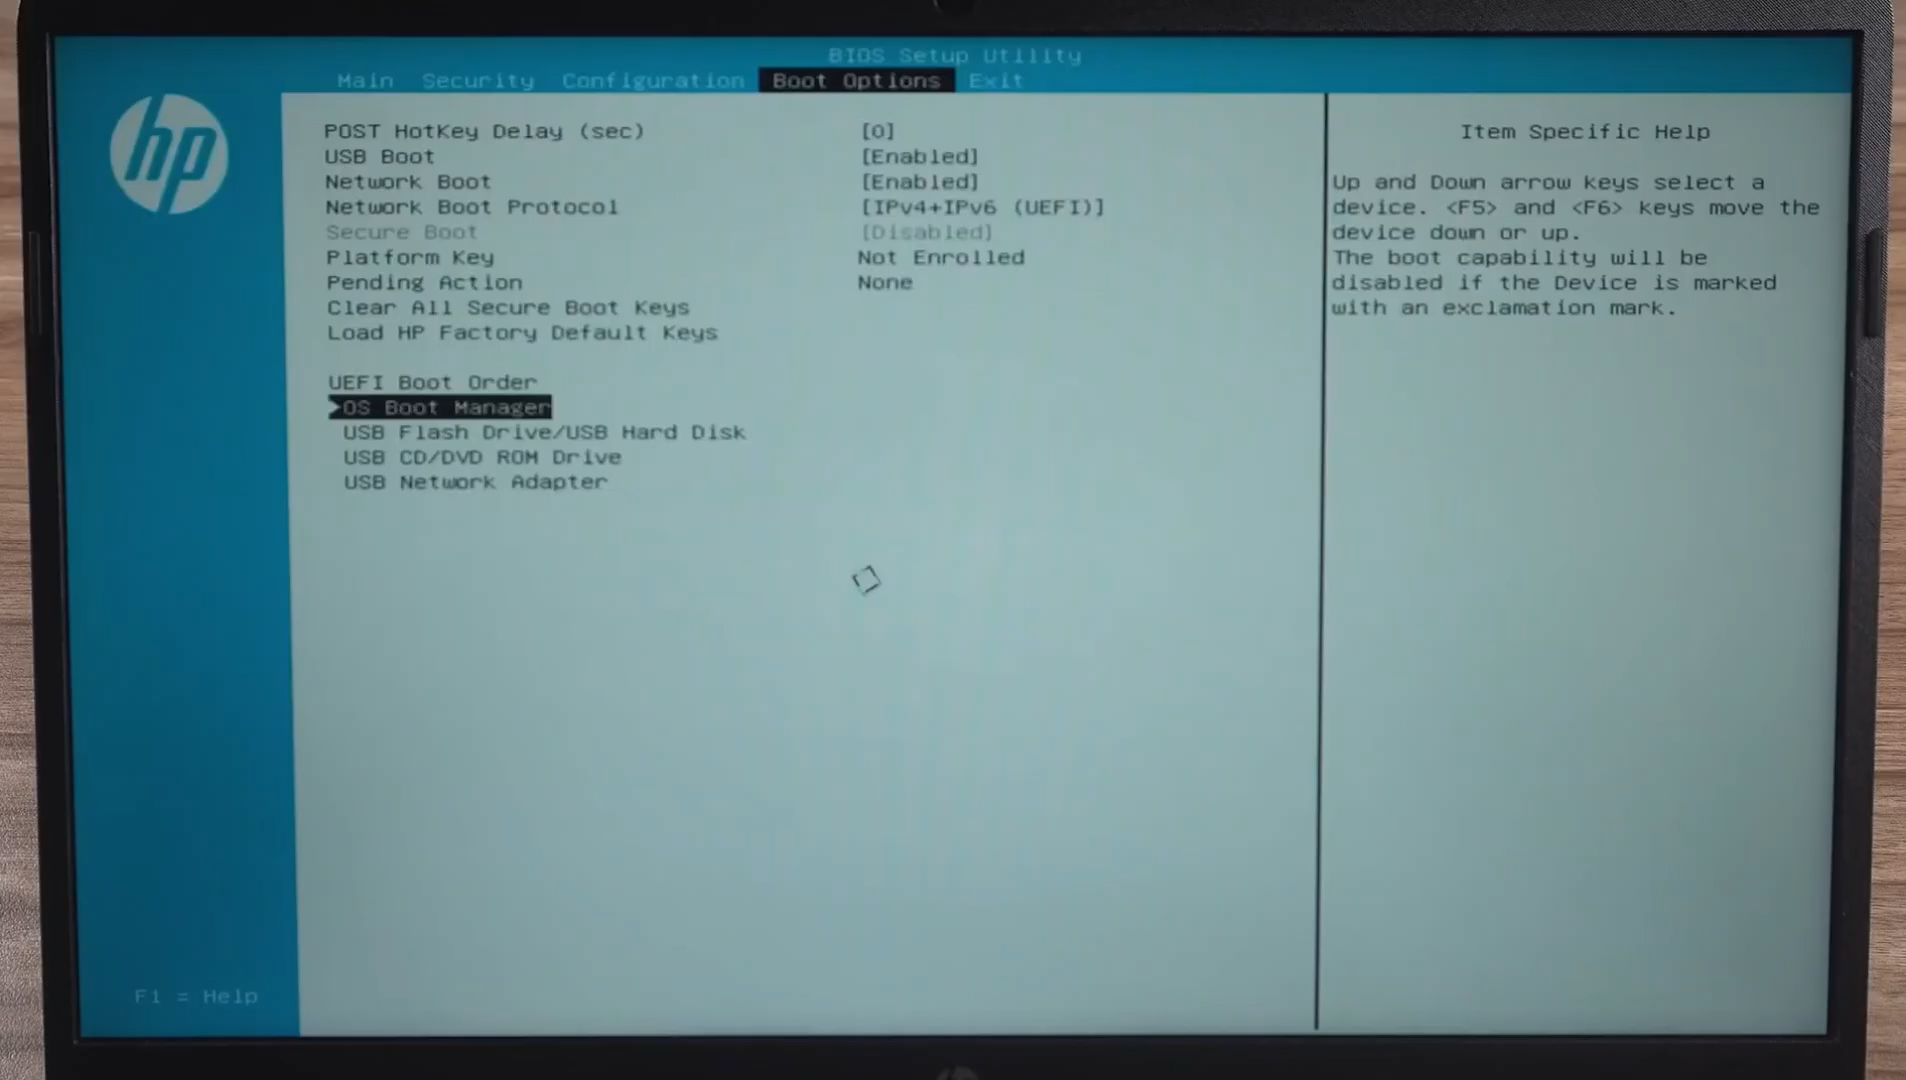 BIOS Setup Utility
Main Security Configuration Boot Options Exit
hp
POST HotKey Delay (sec) [0]
USB Boot [Enabled]
Network Boot [Enabled]
Network Boot Protocol [IPv4+IPv6 (UEFI)]
Secure Boot [Disabled]
Platform Key Not Enrolled
Pending Action None
Clear All Secure Boot Keys
Load HP Factory Default Keys
UEFI Boot Order
►OS Boot Manager
USB Flash Drive/USB Hard Disk
USB CD/DVD ROM Drive
USB Network Adapter
Item Specific Help
Up and Down arrow keys select a
device. <F5> and <F6> keys move the
device down or up.
The boot capability will be
disabled if the Device is marked
with an exclamation mark.
F1 = Help